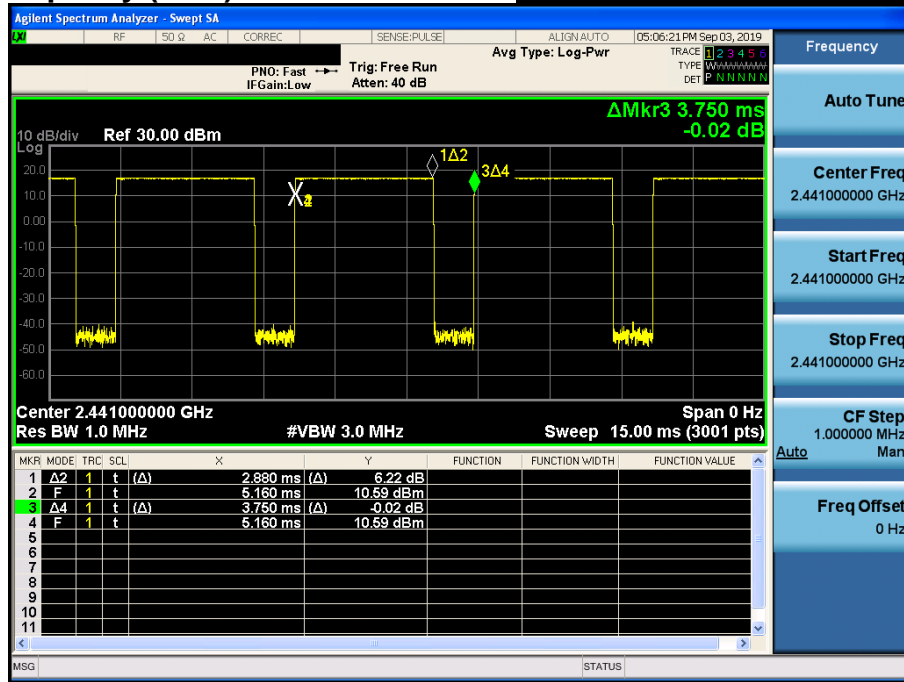 Agilent Spectrum Analyzer - Swept SA
LXI RF 50 Ω AC CORREC SENSE:PULSE ALIGN AUTO 05:06:21 PM Sep 03, 2019
Avg Type: Log-Pwr
TRACE 1 2 3 4 5 6
PNO: Fast Trig: Free Run
TYPE WWWWWW
IFGain:Low Atten: 40 dB
DET P N N N N N
ΔMkr3 3.750 ms
-0.02 dB
10 dB/div Ref 30.00 dBm
Log
1Δ2
3Δ4
20.0
10.0
0.00
-10.0
-20.0
-30.0
-40.0
-50.0
-60.0
Center 2.441000000 GHz Span 0 Hz
Res BW 1.0 MHz #VBW 3.0 MHz Sweep 15.00 ms (3001 pts)
MKR MODE TRC SCL X Y FUNCTION FUNCTION WIDTH FUNCTION VALUE
1 Δ2 1 t (Δ) 2.880 ms (Δ) 6.22 dB
2 F 1 t 5.160 ms 10.59 dBm
3 Δ4 1 t (Δ) 3.750 ms (Δ) -0.02 dB
4 F 1 t 5.160 ms 10.59 dBm
5
6
7
8
9
10
11
MSG STATUS
Frequency
Auto Tune
Center Freq
2.441000000 GHz
Start Freq
2.441000000 GHz
Stop Freq
2.441000000 GHz
CF Step
1.000000 MHz
Auto Man
Freq Offset
0 Hz